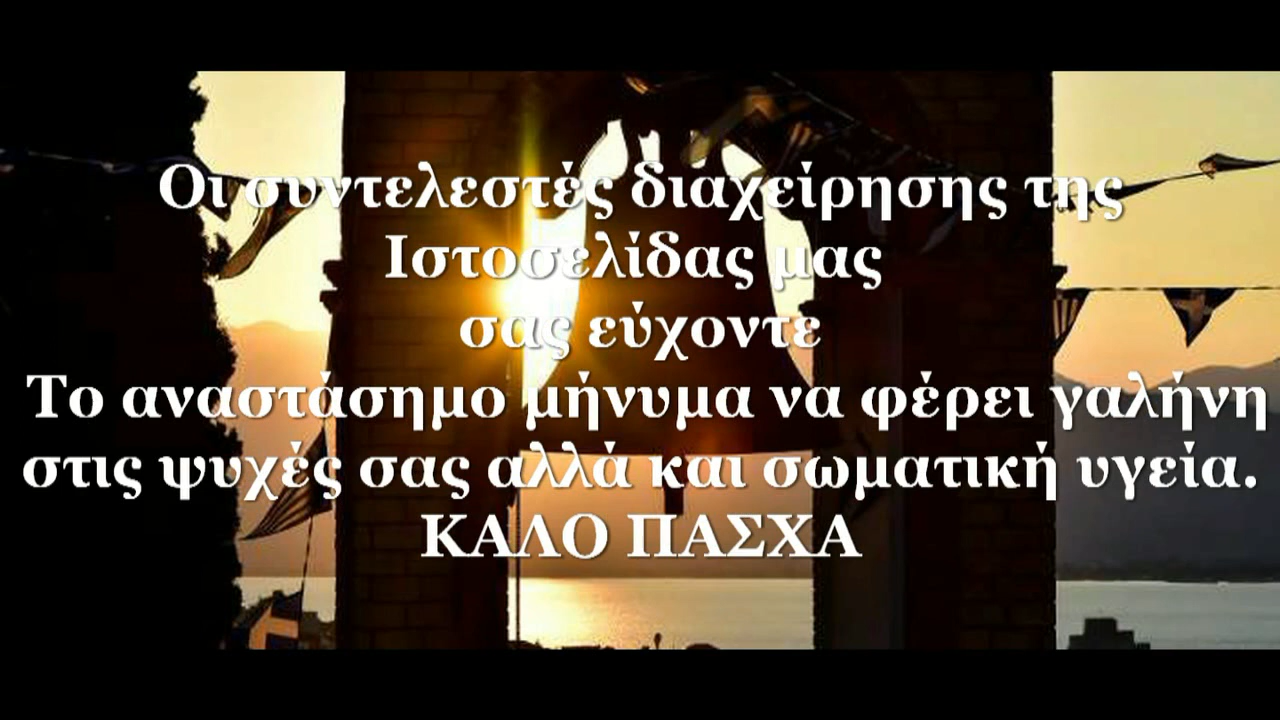 Οι συντελεστές διαχείρησης της
Ιστοσελίδας μας
σας εύχοντε
Το αναστάσημο μήνυμα να φέρει γαλήνη
στις ψυχές σας αλλά και σωματική υγεία.
ΚΑΛΟ ΠΑΣΧΑ